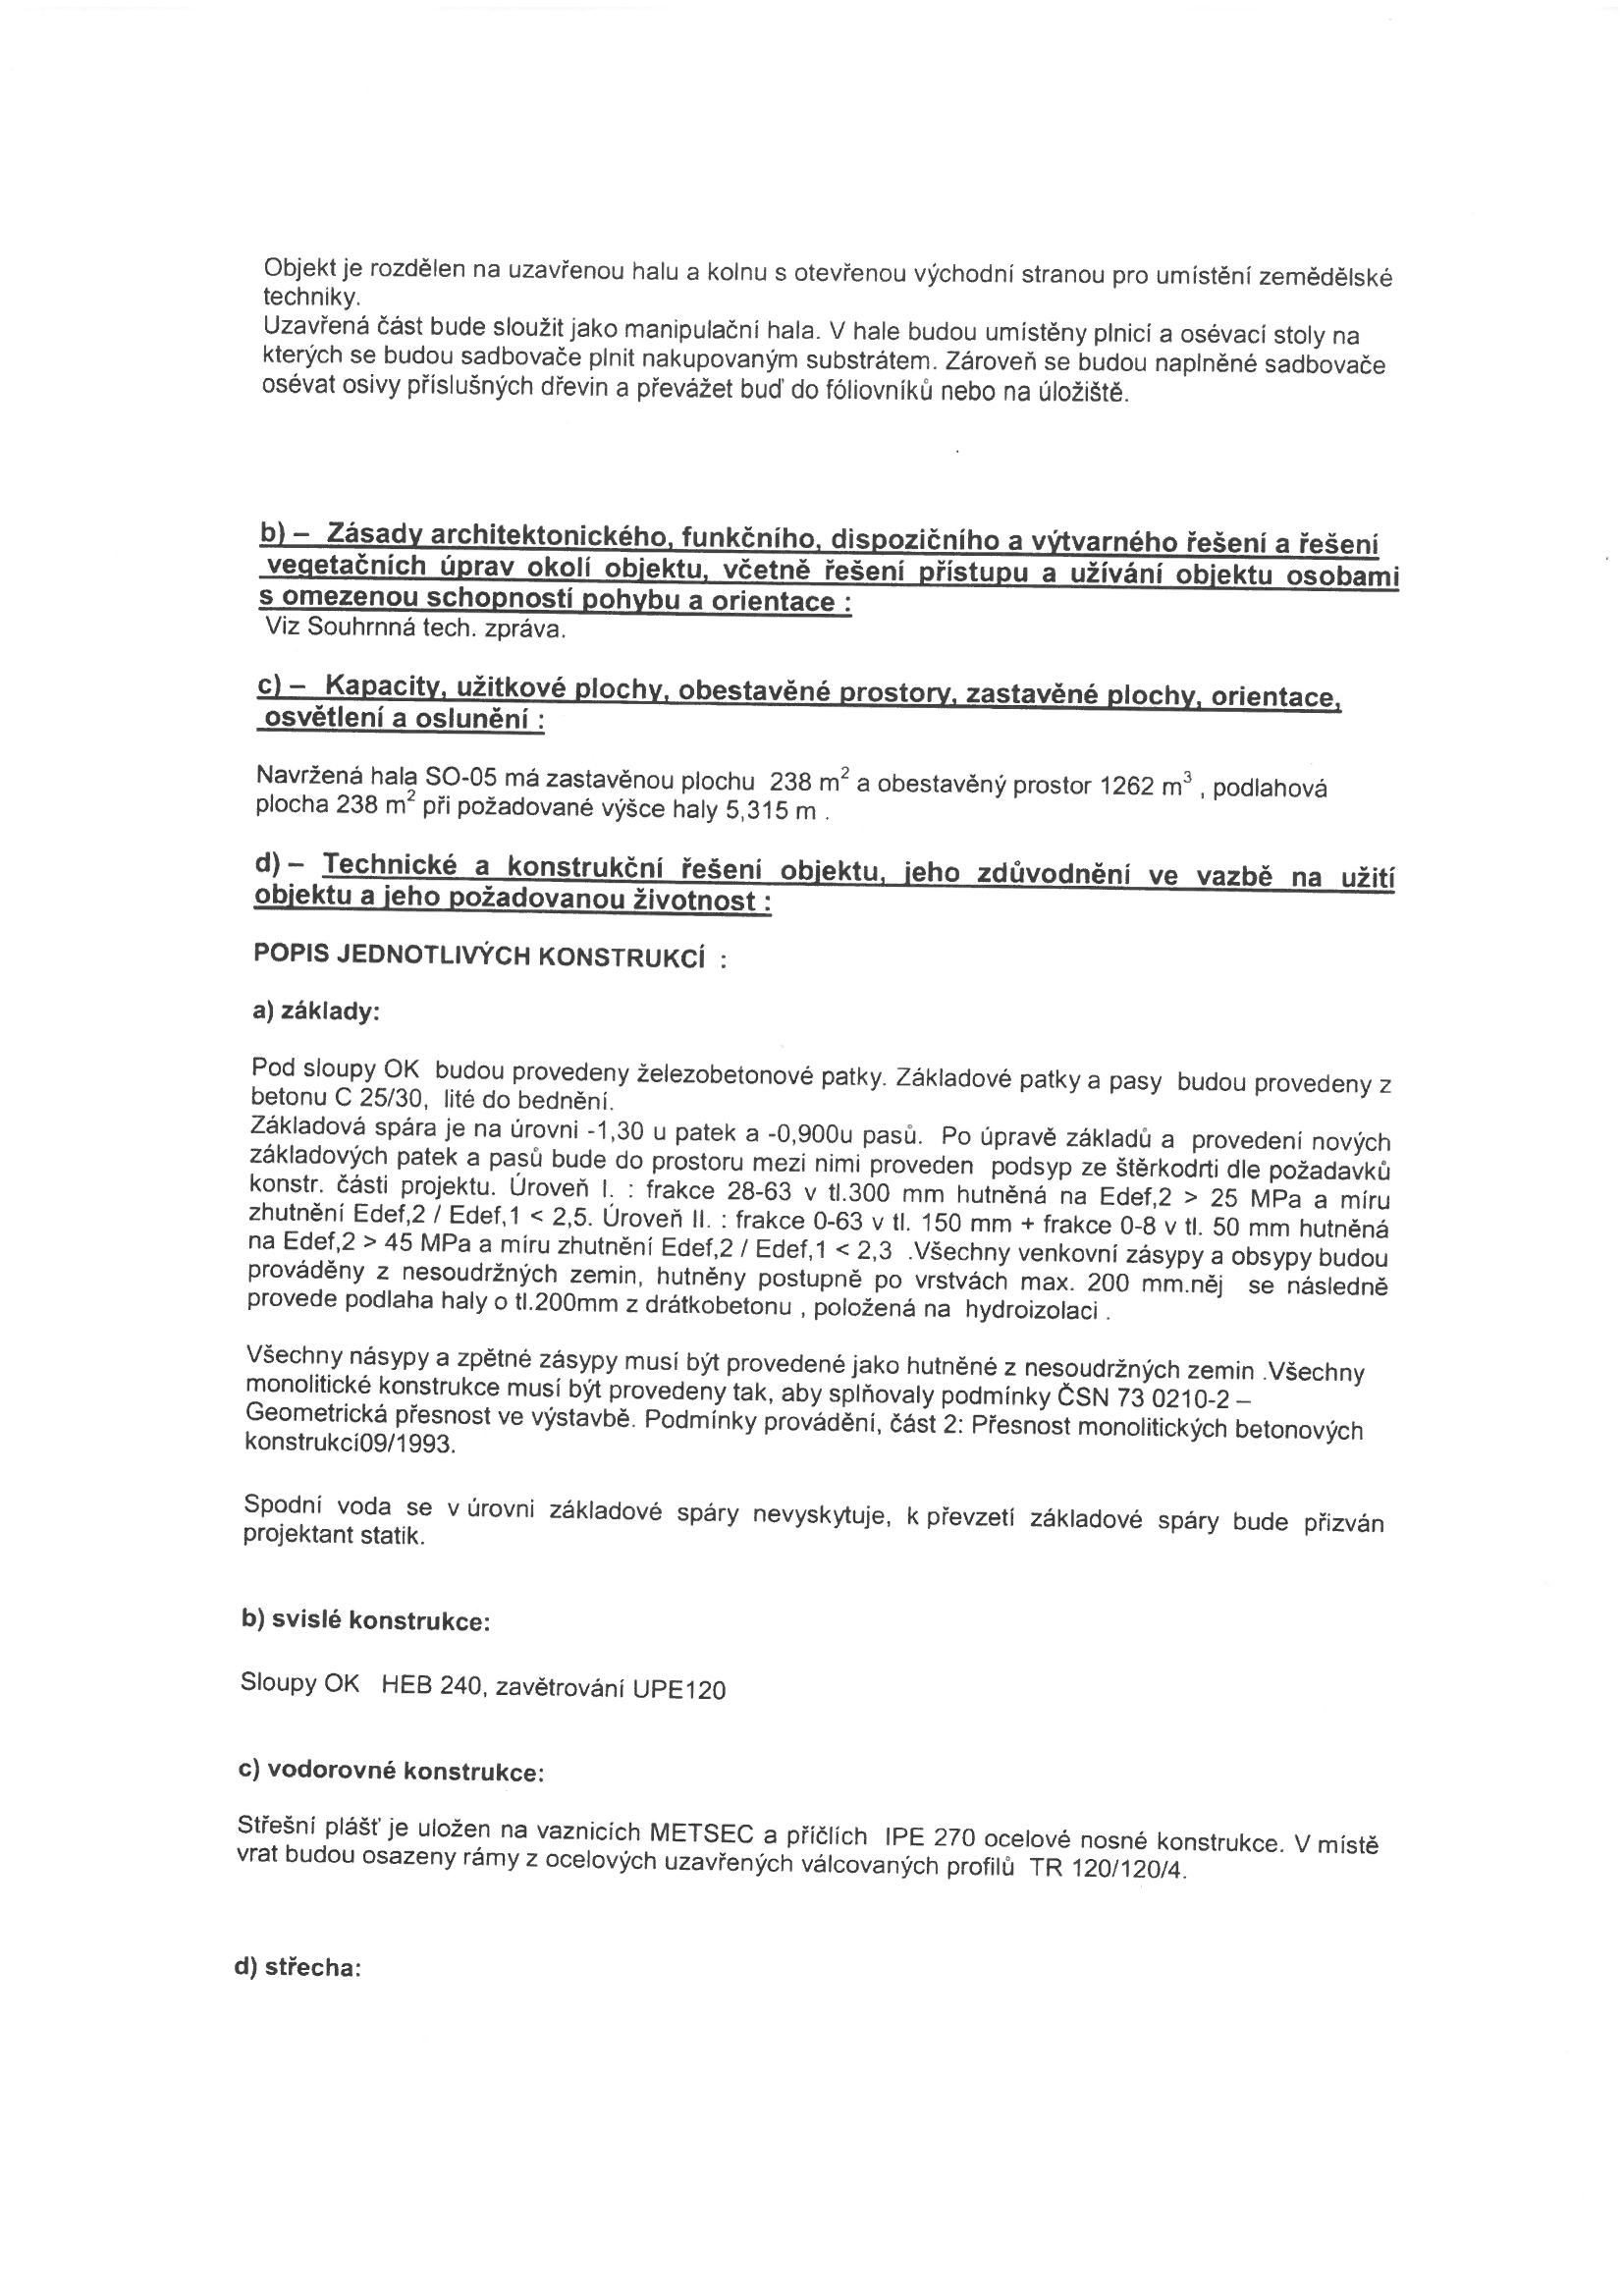 Objekt je rozdělen na uzavřenou halu a kolnu s otevřenou východní stranou pro umístění zemědělské
techniky.
Uzavřená část bude sloužit jako manipulační hala. V hale budou umístěny plnicí a osévací stoly na
kterých se budou sadbovače plnit nakupovaným substrátem. Zároveň se budou naplněné sadbovače
osévat osivy příslušných dřevin a převážet buď do fóliovníků nebo na úložiště.
b) – Zásady architektonického, funkčního, dispozičního a výtvarného řešení a řešení
vegetačních úprav okolí objektu, včetně řešení přístupu a užívání objektu osobami
s omezenou schopností pohybu a orientace :
Viz Souhrnná tech. zpráva.
c) – Kapacity, užitkové plochy, obestavěné prostory, zastavěné plochy, orientace,
osvětlení a oslunění :
Navržená hala SO-05 má zastavěnou plochu 238 m² a obestavěný prostor 1262 m³ , podlahová
plocha 238 m² při požadované výšce haly 5,315 m .
d) – Technické a konstrukční řešení objektu, jeho zdůvodnění ve vazbě na užití
objektu a jeho požadovanou životnost :
POPIS JEDNOTLIVÝCH KONSTRUKCÍ :
a) základy:
Pod sloupy OK budou provedeny železobetonové patky. Základové patky a pasy budou provedeny z
betonu C 25/30, lité do bednění.
Základová spára je na úrovni -1,30 u patek a -0,900u pasů. Po úpravě základů a provedení nových
základových patek a pasů bude do prostoru mezi nimi proveden podsyp ze štěrkodrti dle požadavků
konstr. části projektu. Úroveň I. : frakce 28-63 v tl.300 mm hutněná na Edef,2 > 25 MPa a míru
zhutnění Edef,2 / Edef,1 < 2,5. Úroveň II. : frakce 0-63 v tl. 150 mm + frakce 0-8 v tl. 50 mm hutněná
na Edef,2 > 45 MPa a míru zhutnění Edef,2 / Edef,1 < 2,3 .Všechny venkovní zásypy a obsypy budou
prováděny z nesoudržných zemin, hutněny postupně po vrstvách max. 200 mm.něj se následně
provede podlaha haly o tl.200mm z drátkobetonu , položená na hydroizolaci .
Všechny násypy a zpětné zásypy musí být provedené jako hutněné z nesoudržných zemin .Všechny
monolitické konstrukce musí být provedeny tak, aby splňovaly podmínky ČSN 73 0210-2 –
Geometrická přesnost ve výstavbě. Podmínky provádění, část 2: Přesnost monolitických betonových
konstrukcí09/1993.
Spodní voda se v úrovni základové spáry nevyskytuje, k převzetí základové spáry bude přizván
projektant statik.
b) svislé konstrukce:
Sloupy OK HEB 240, zavětrování UPE120
c) vodorovné konstrukce:
Střešní plášť je uložen na vaznicích METSEC a příčlích IPE 270 ocelové nosné konstrukce. V místě
vrat budou osazeny rámy z ocelových uzavřených válcovaných profilů TR 120/120/4.
d) střecha: